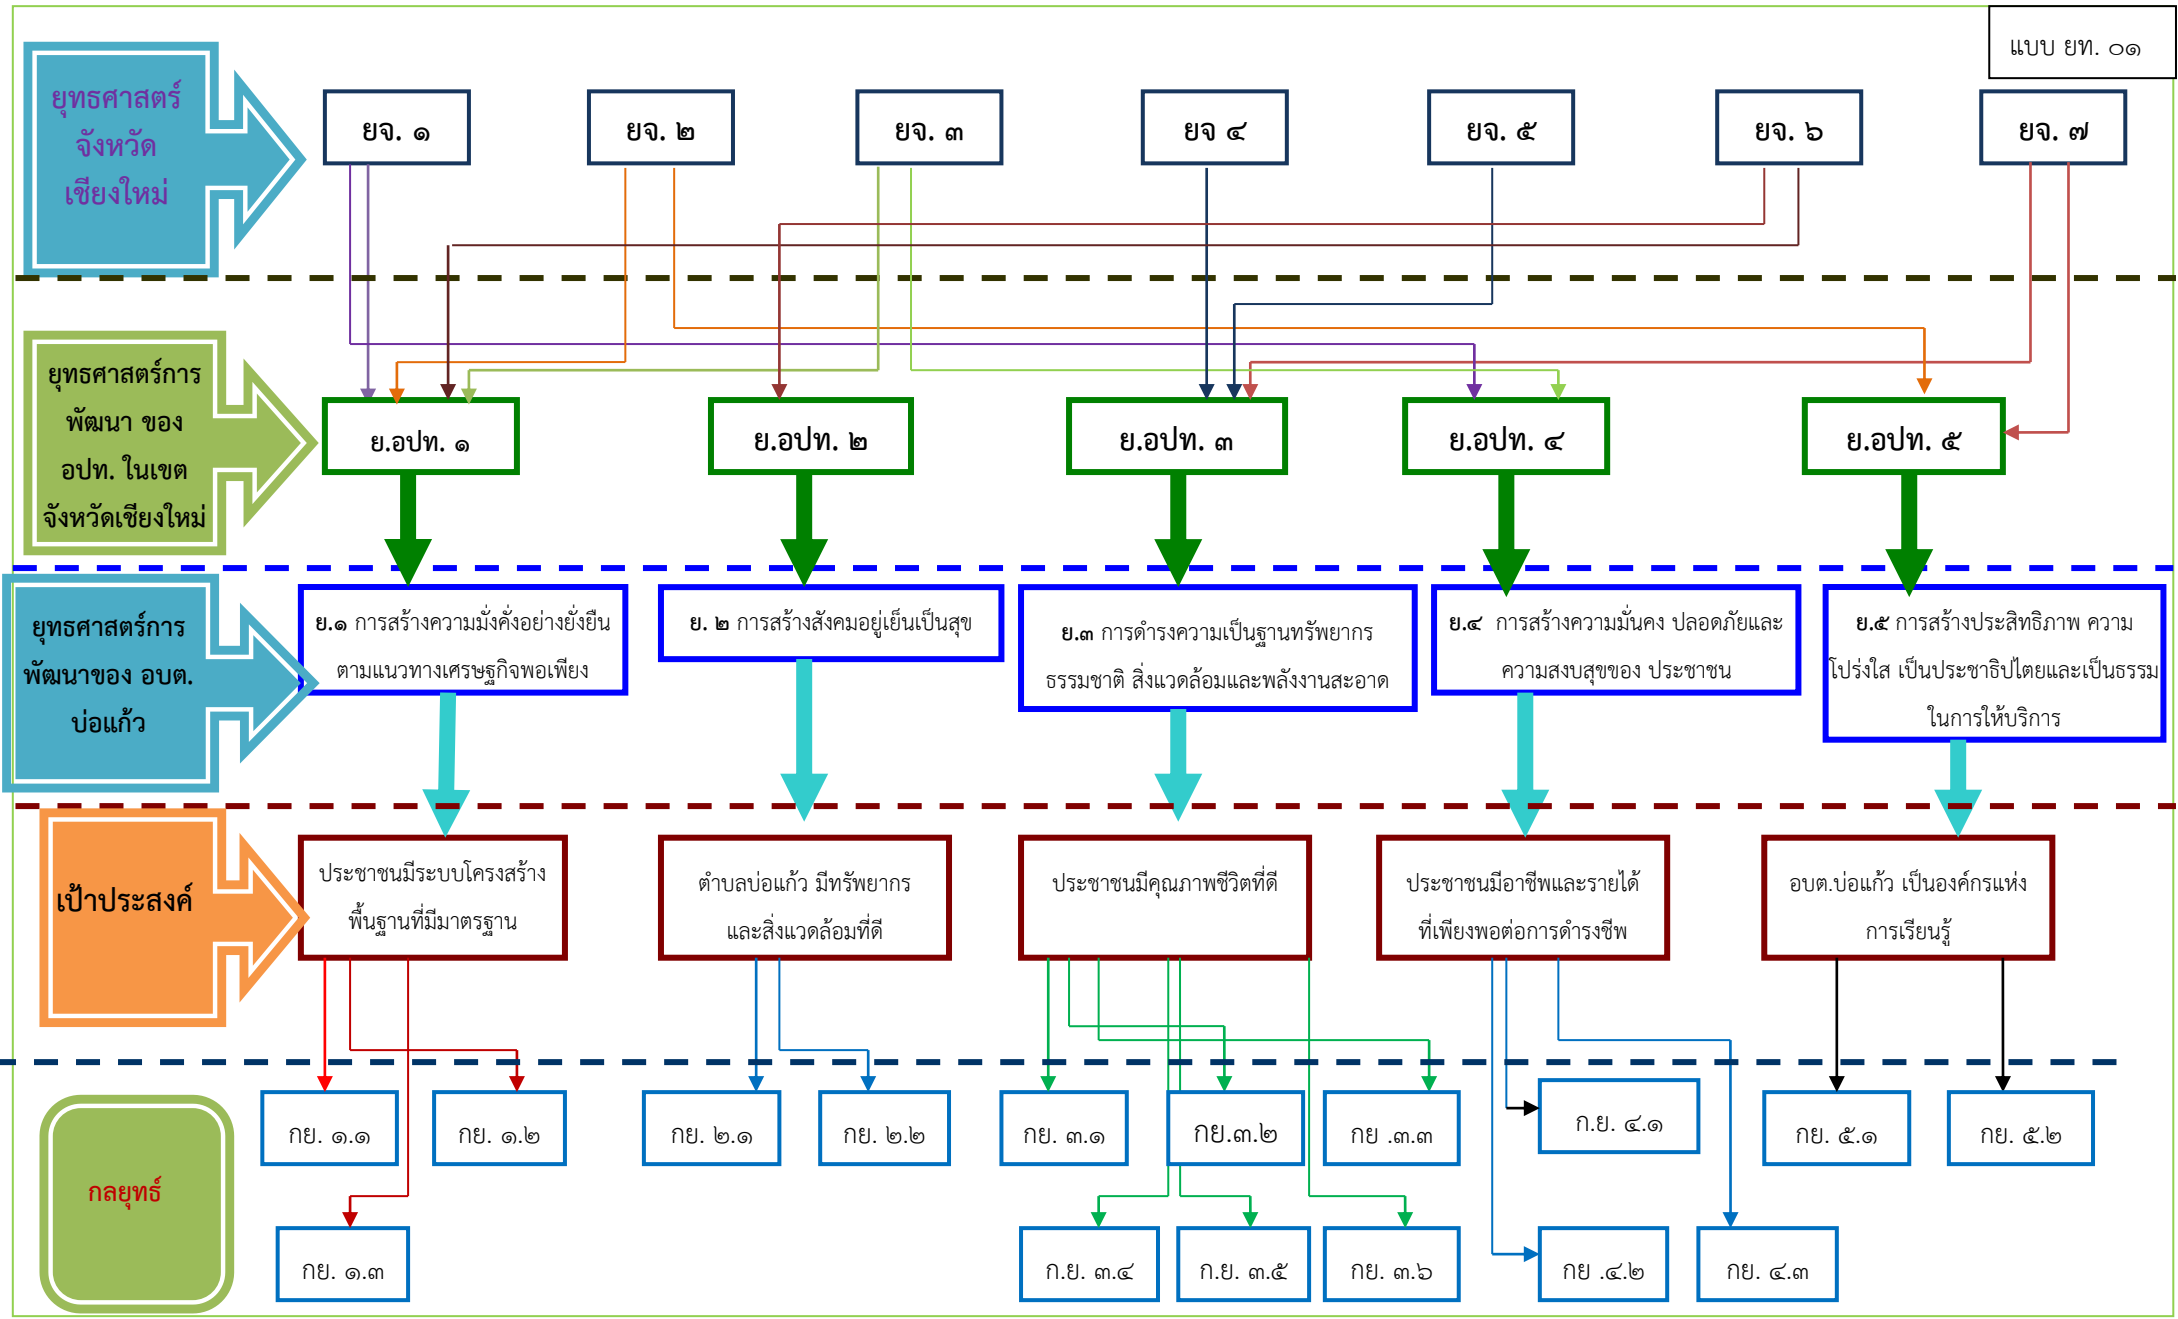 แบบ ยท. ๐๑
ยุทธศาสตร์
จังหวัด
เชียงใหม่
ยจ. ๑
ยจ. ๒
ยจ. ๓
ยจ ๔
ยจ. ๕
ยจ. ๖
ยจ. ๗
ยุทธศาสตร์การ
พัฒนา ของ
อปท. ในเขต
จังหวัดเชียงใหม่
ย.อปท. ๑
ย.อปท. ๒
ย.อปท. ๓
ย.อปท. ๔
ย.อปท. ๕
ยุทธศาสตร์การ
พัฒนาของ อบต.
บ่อแก้ว
ย.๑ การสร้างความมั่งคั่งอย่างยั่งยืน
ตามแนวทางเศรษฐกิจพอเพียง
ย. ๒ การสร้างสังคมอยู่เย็นเป็นสุข
ย.๓ การดำรงความเป็นฐานทรัพยากร
ธรรมชาติ สิ่งแวดล้อมและพลังงานสะอาด
ย.๔ การสร้างความมั่นคง ปลอดภัยและ
ความสงบสุขของ ประชาชน
ย.๕ การสร้างประสิทธิภาพ ความ
โปร่งใส เป็นประชาธิปไตยและเป็นธรรม
ในการให้บริการ
เป้าประสงค์
ประชาชนมีระบบโครงสร้าง
พื้นฐานที่มีมาตรฐาน
ตำบลบ่อแก้ว มีทรัพยากร
และสิ่งแวดล้อมที่ดี
ประชาชนมีคุณภาพชีวิตที่ดี
ประชาชนมีอาชีพและรายได้
ที่เพียงพอต่อการดำรงชีพ
อบต.บ่อแก้ว เป็นองค์กรแห่ง
การเรียนรู้
กลยุทธ์
กย. ๑.๑
กย. ๑.๒
กย. ๒.๑
กย. ๒.๒
กย. ๓.๑
กย.๓.๒
กย .๓.๓
ก.ย. ๔.๑
กย. ๕.๑
กย. ๕.๒
กย. ๑.๓
ก.ย. ๓.๔
ก.ย. ๓.๕
กย. ๓.๖
กย .๔.๒
กย. ๔.๓